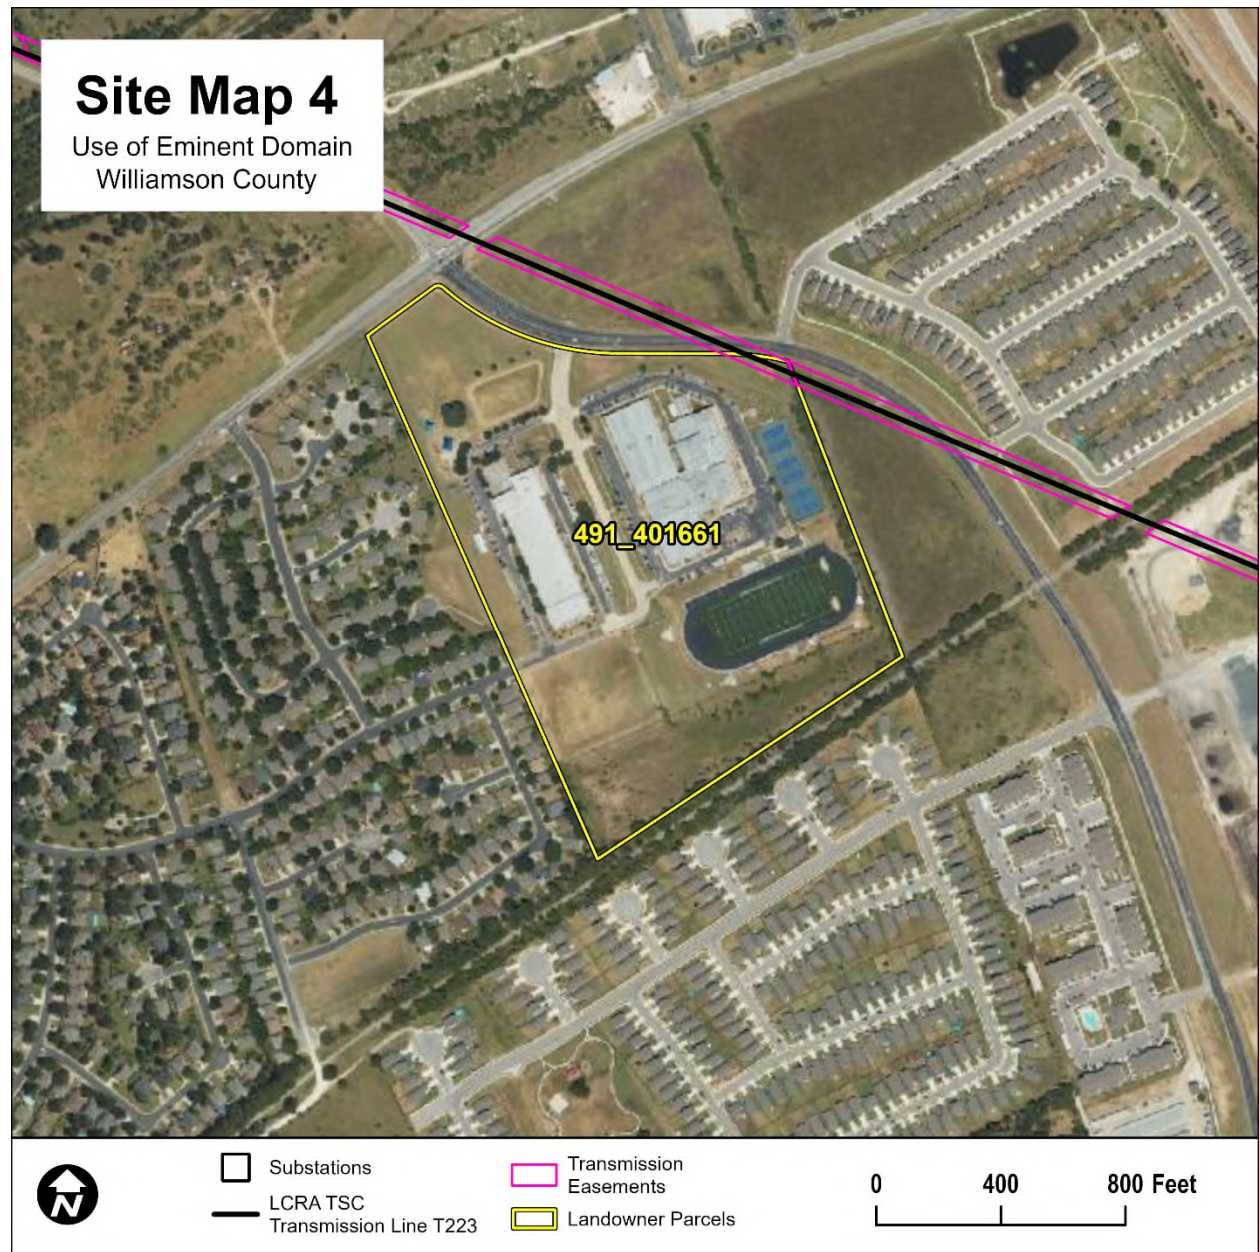 Site Map 4
Use of Eminent Domain
Williamson County
491_401661
N
Substations
LCRA TSC
Transmission Line T223
Transmission
Easements
Landowner Parcels
0 400 800 Feet